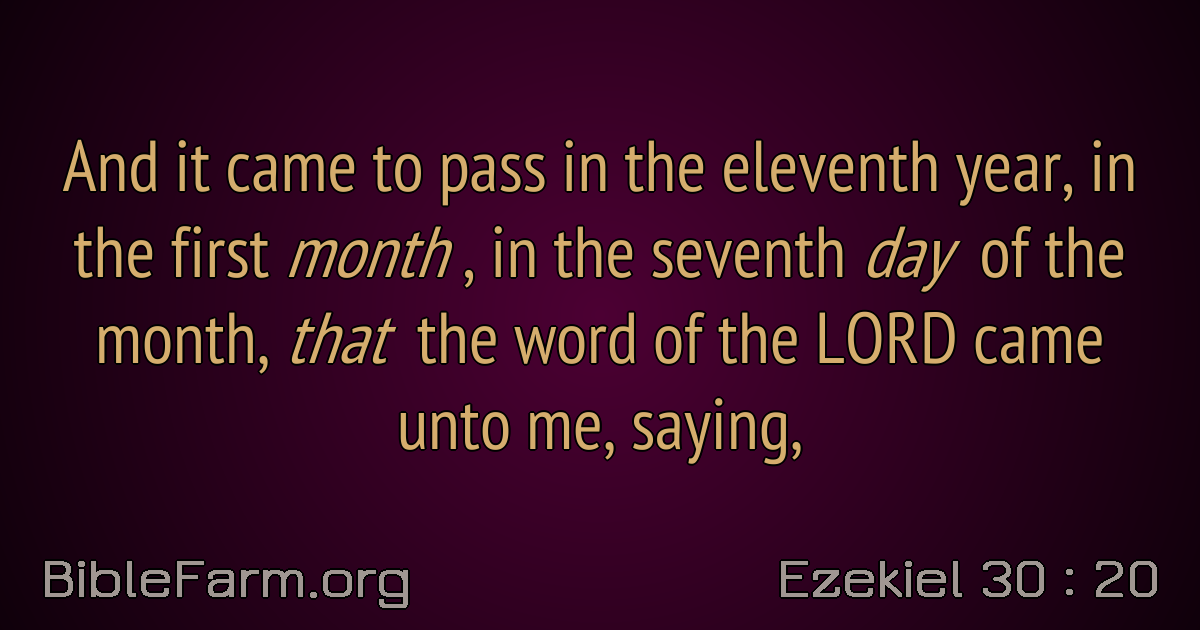 And it came to pass in the eleventh year, in
the first month , in the seventh day of the
month, that the word of the LORD came
unto me, saying,
BibleFarm.org
Ezekiel 30 : 20